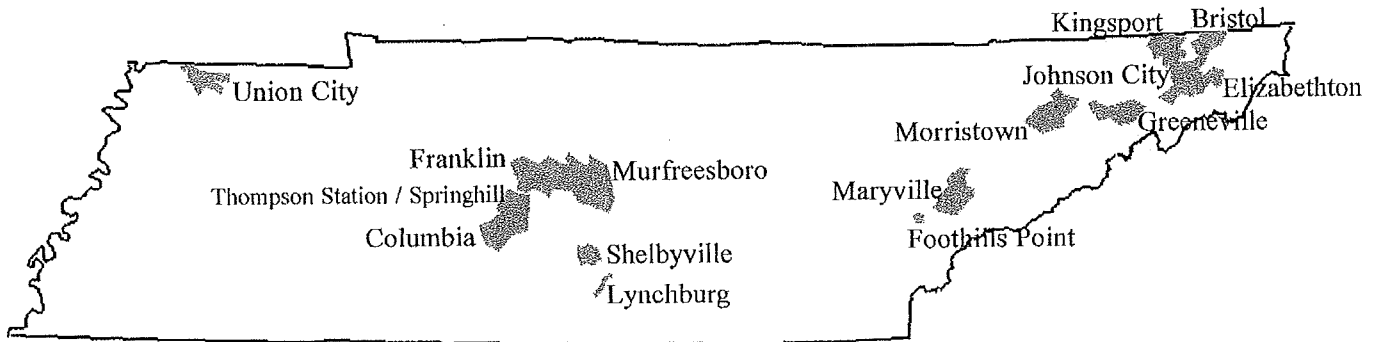 Kingsport Bristol
Johnson City
Union City
Elizabethton
Morristown
Greeneville
Franklin
Murfreesboro
Thompson Station / Springhill
Maryville
Columbia
Foothills Point
Shelbyville
Lynchburg